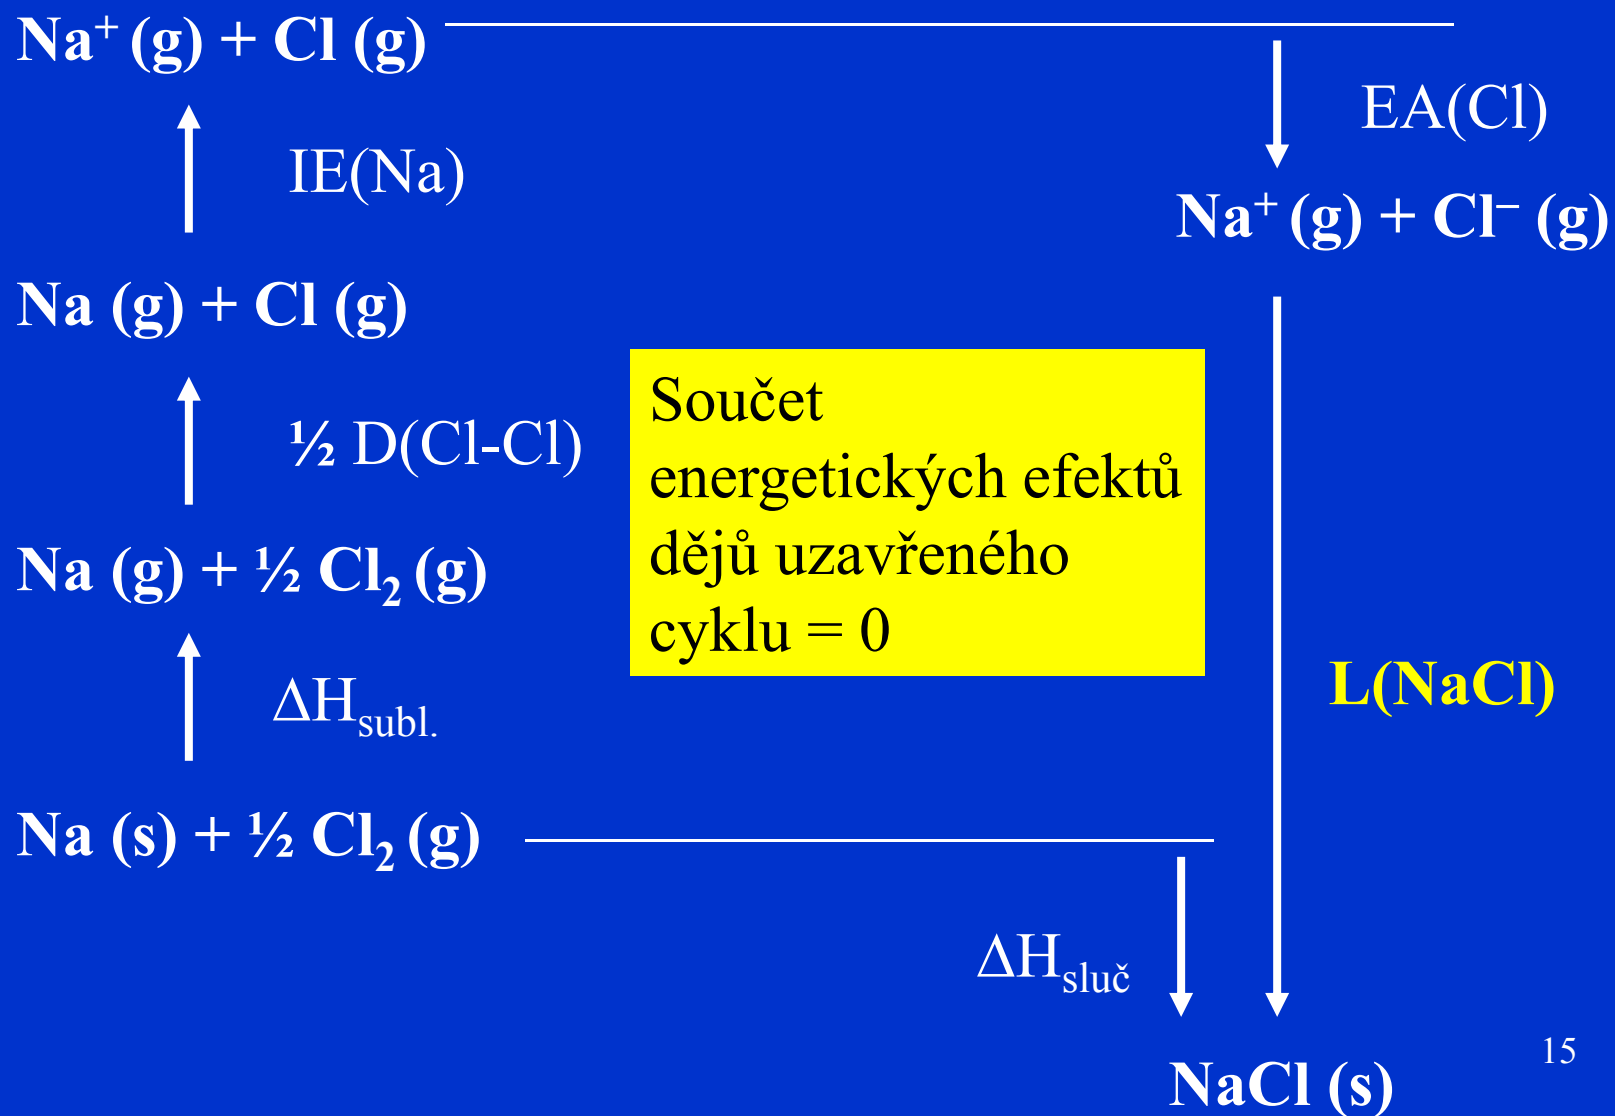 Na⁺ (g) + Cl (g)
EA(Cl)
IE(Na)
Na⁺ (g) + Cl⁻ (g)
Na (g) + Cl (g)
½ D(Cl-Cl)
Součet
energetických efektů
dějů uzavřeného
cyklu = 0
Na (g) + ½ Cl₂ (g)
L(NaCl)
ΔHsubl.
Na (s) + ½ Cl₂ (g)
ΔHsluč
NaCl (s)
15